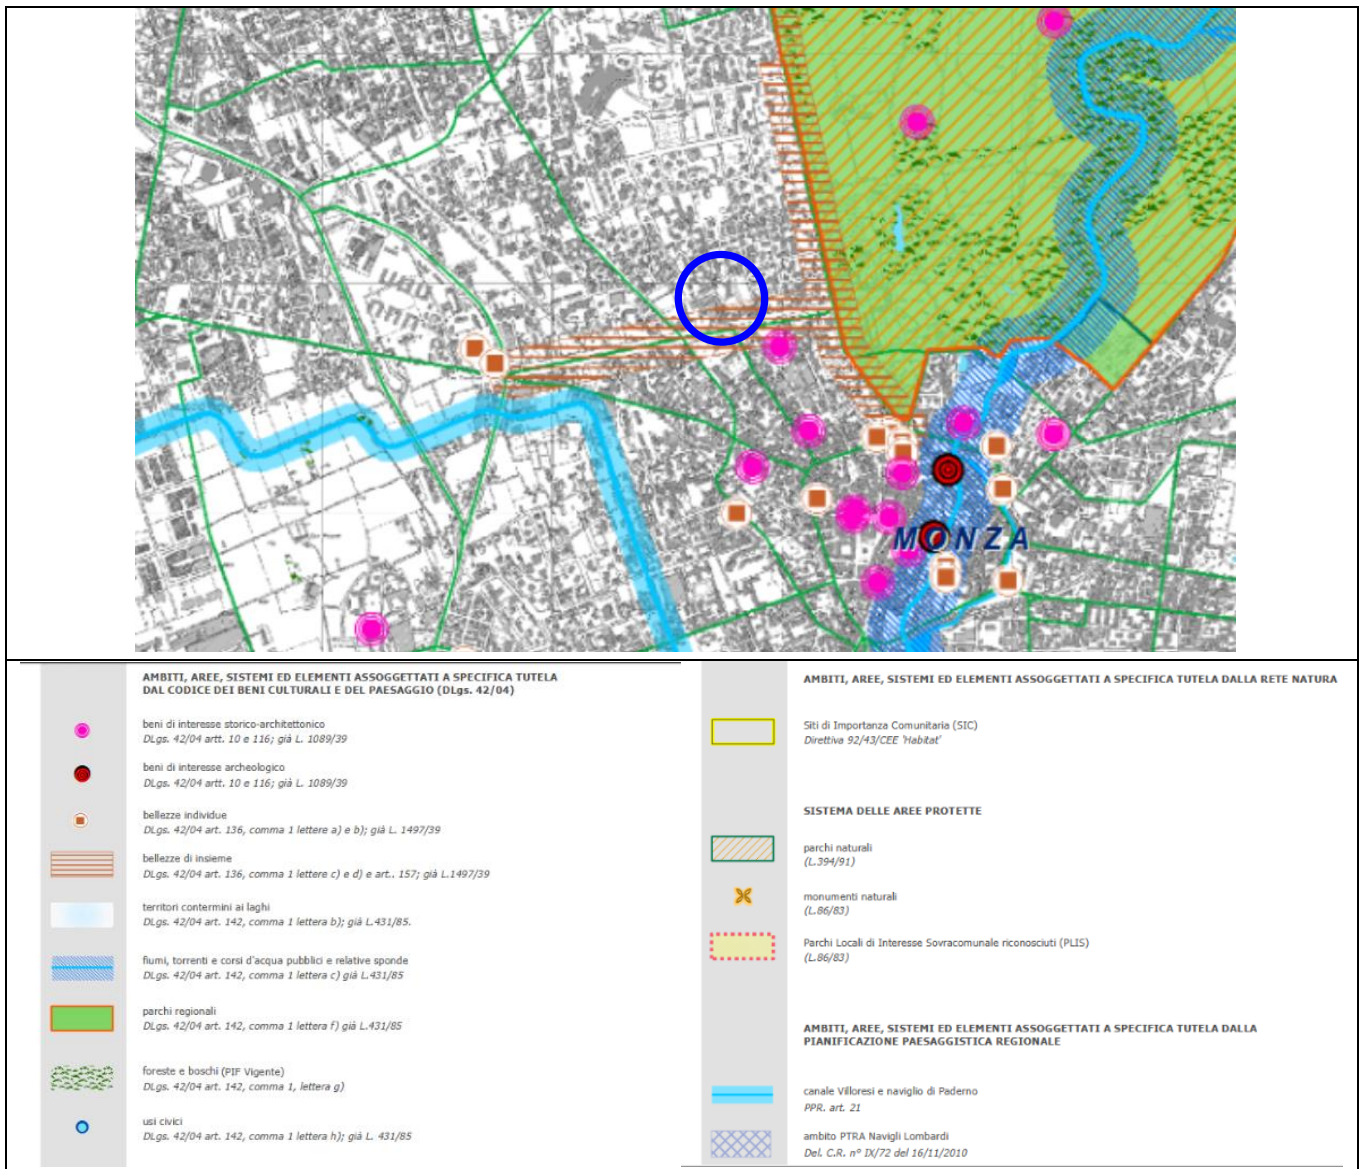 MONZA
AMBITI, AREE, SISTEMI ED ELEMENTI ASSOGGETTATI A SPECIFICA TUTELA
DAL CODICE DEI BENI CULTURALI E DEL PAESAGGIO (DLgs. 42/04)
beni di interesse storico-architettonico
DLgs. 42/04 artt. 10 e 116; già L. 1089/39
beni di interesse archeologico
DLgs. 42/04 artt. 10 e 116; già L. 1089/39
bellezze individue
DLgs. 42/04 art. 136, comma 1 lettere a) e b); già L. 1497/39
bellezze di insieme
DLgs. 42/04 art. 136, comma 1 lettere c) e d) e art.. 157; già L.1497/39
territori contermini ai laghi
DLgs. 42/04 art. 142, comma 1 lettera b); già L.431/85.
fiumi, torrenti e corsi d'acqua pubblici e relative sponde
DLgs. 42/04 art. 142, comma 1 lettera c) già L.431/85
parchi regionali
DLgs. 42/04 art. 142, comma 1 lettera f) già L.431/85
foreste e boschi (PIF Vigente)
DLgs. 42/04 art. 142, comma 1, lettera g)
usi civici
DLgs. 42/04 art. 142, comma 1 lettera h); già L. 431/85
AMBITI, AREE, SISTEMI ED ELEMENTI ASSOGGETTATI A SPECIFICA TUTELA DALLA RETE NATURA
Siti di Importanza Comunitaria (SIC)
Direttiva 92/43/CEE 'Habitat'
SISTEMA DELLE AREE PROTETTE
parchi naturali
(L.394/91)
monumenti naturali
(L.86/83)
Parchi Locali di Interesse Sovracomunale riconosciuti (PLIS)
(L.86/83)
AMBITI, AREE, SISTEMI ED ELEMENTI ASSOGGETTATI A SPECIFICA TUTELA DALLA
PIANIFICAZIONE PAESAGGISTICA REGIONALE
canale Villoresi e naviglio di Paderno
PPR. art. 21
ambito PTRA Navigli Lombardi
Del. C.R. nº IX/72 del 16/11/2010